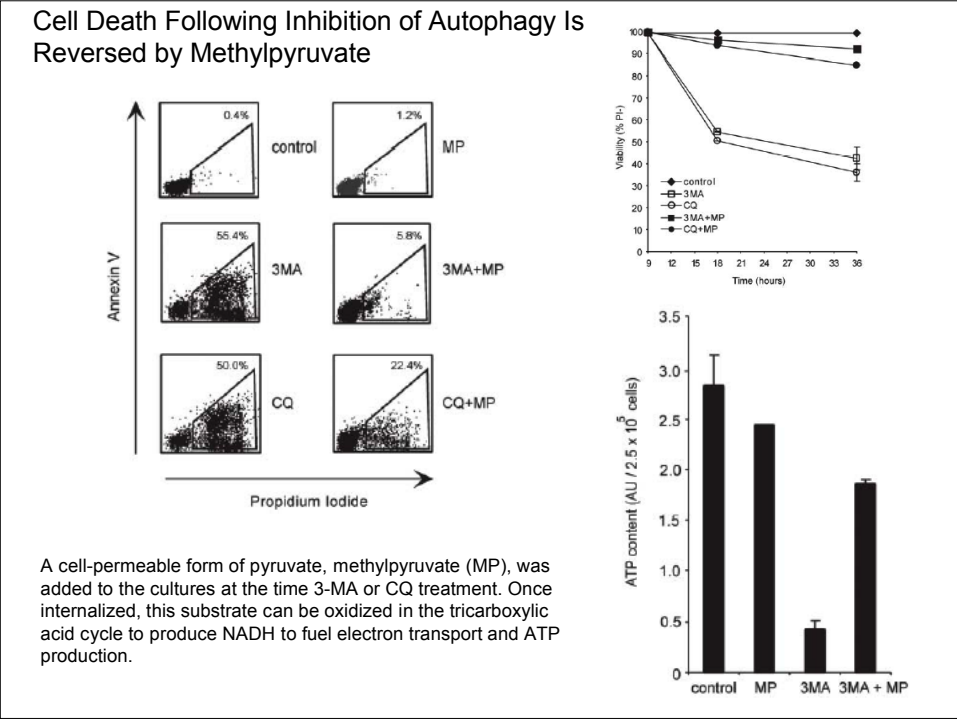 Cell Death Following Inhibition of Autophagy Is
Reversed by Methylpyruvate
Annexin V
0.4%
control
1.2%
MP
55.4%
3MA
5.8%
3MA+MP
50.0%
CQ
22.4%
CQ+MP
Propidium Iodide
A cell-permeable form of pyruvate, methylpyruvate (MP), was
added to the cultures at the time 3-MA or CQ treatment. Once
internalized, this substrate can be oxidized in the tricarboxylic
acid cycle to produce NADH to fuel electron transport and ATP
production.
Viability (% PI-)
100
90
80
70
60
50
40
30
20
10
0
control
3MA
CQ
3MA+MP
CQ+MP
9 12 15 18 21 24 27 30 33 36
Time (hours)
ATP content (AU / 2.5 x 10⁵ cells)
3.5
3.0
2.5
2.0
1.5
1.0
0.5
0
control MP 3MA 3MA + MP